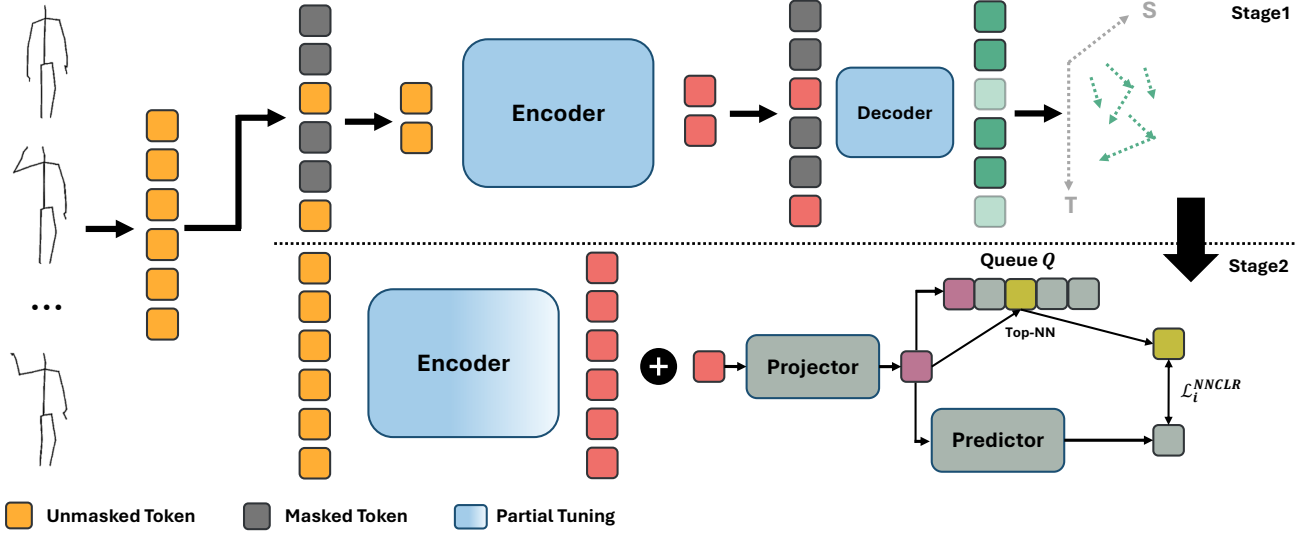 S
Stage1
Encoder
Decoder
T
...
Queue Q
Stage2
Top-NN
Encoder
+
Projector
Predictor
ℒ_i^{NNCLR}
Unmasked Token
Masked Token
Partial Tuning